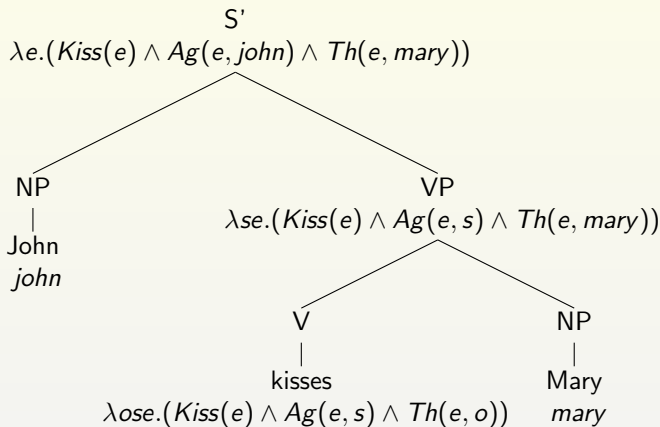 S’
λe.(Kiss(e) ∧ Ag(e, john) ∧ Th(e, mary))
NP
VP
λse.(Kiss(e) ∧ Ag(e, s) ∧ Th(e, mary))
John
john
V
NP
kisses
Mary
λose.(Kiss(e) ∧ Ag(e, s) ∧ Th(e, o))
mary